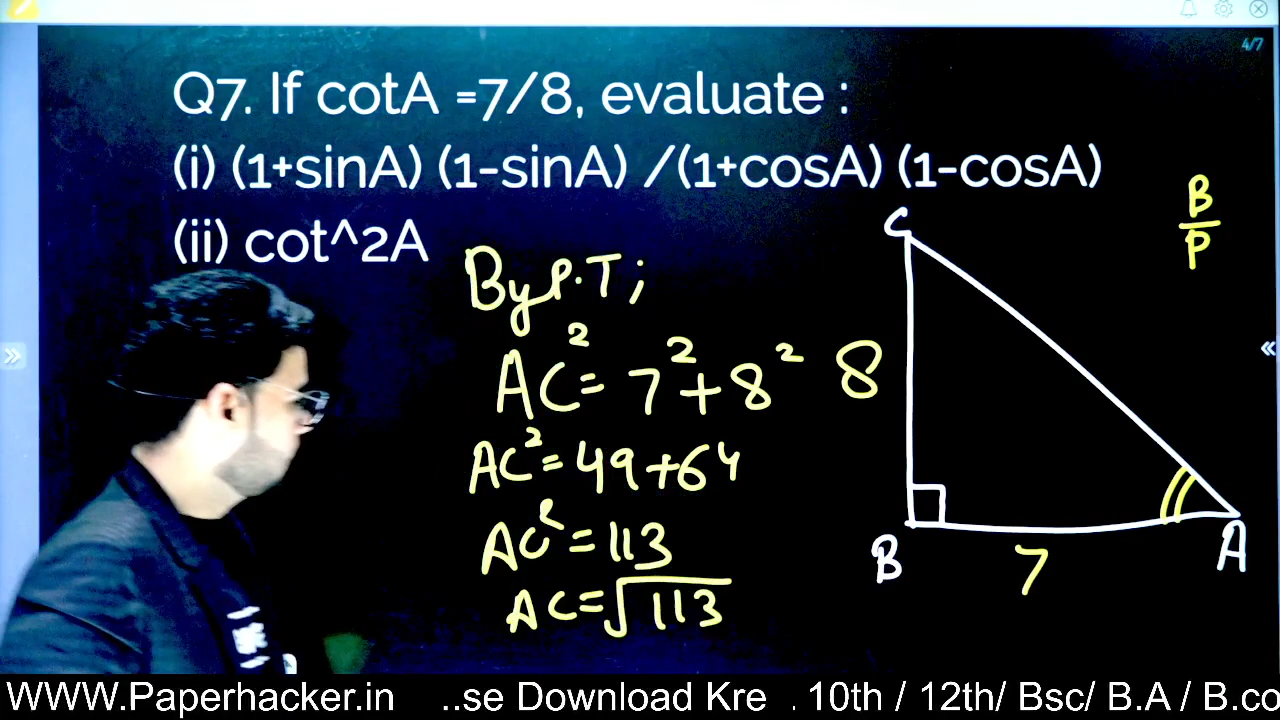 4/7
Q7. If cotA =7/8, evaluate :
(i) (1+sinA) (1-sinA) /(1+cosA) (1-cosA)
(ii) cot^2A
B
P
C
By P.T;
AC² = 7²+8²
8
AC² = 49+64
AC² = 113
AC = √113
B
7
A
WWW.Paperhacker.in ..se Download Kre . 10th / 12th/ Bsc/ B.A / B.co